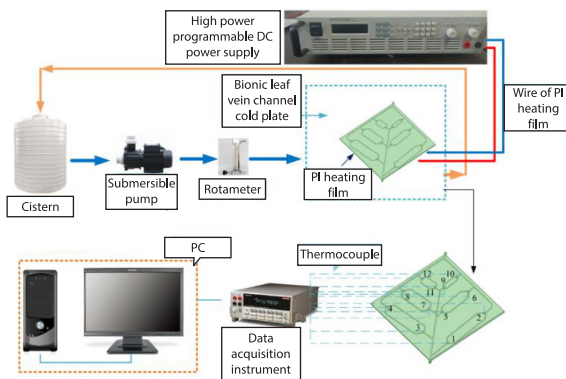 High power
programmable DC
power supply
Bionic leaf
vein channel
cold plate
Wire of PI
heating
film
PI heating
film
Cistern
Submersible
pump
Rotameter
PC
Thermocouple
Data
acquisition
instrument
12
10
9
11
8
6
7
4
5
2
3
1